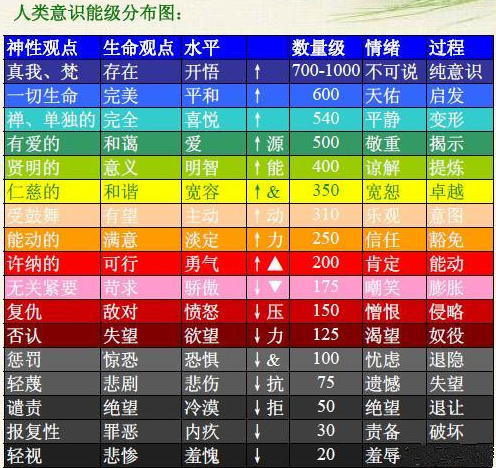 人类意识能级分布图：
神性观点 生命观点 水平 数量级 情绪 过程
真我、梵 存在 开悟 ↑ 700-1000 不可说 纯意识
一切生命 完美 平和 ↑ 600 天佑 启发
禅、单独的 完全 喜悦 ↑ 540 平静 变形
有爱的 和蔼 爱 ↑源 500 敬重 揭示
贤明的 意义 明智 ↑能 400 谅解 提炼
仁慈的 和谐 宽容 ↑& 350 宽恕 卓越
受鼓舞 有望 主动 ↑动 310 乐观 意图
能动的 满意 淡定 ↑力 250 信任 豁免
许纳的 可行 勇气 ↑▲ 200 肯定 能动
无关紧要 苛求 骄傲 ↓▼ 175 嘲笑 膨胀
复仇 敌对 愤怒 ↓压 150 憎恨 侵略
否认 失望 欲望 ↓力 125 渴望 奴役
惩罚 惊恐 恐惧 ↓& 100 忧虑 退隐
轻蔑 悲剧 悲伤 ↓抗 75 遗憾 失望
谴责 绝望 冷漠 ↓拒 50 绝望 退让
报复性 罪恶 内疚 ↓ 30 责备 破坏
轻视 悲惨 羞愧 ↓ 20 羞辱